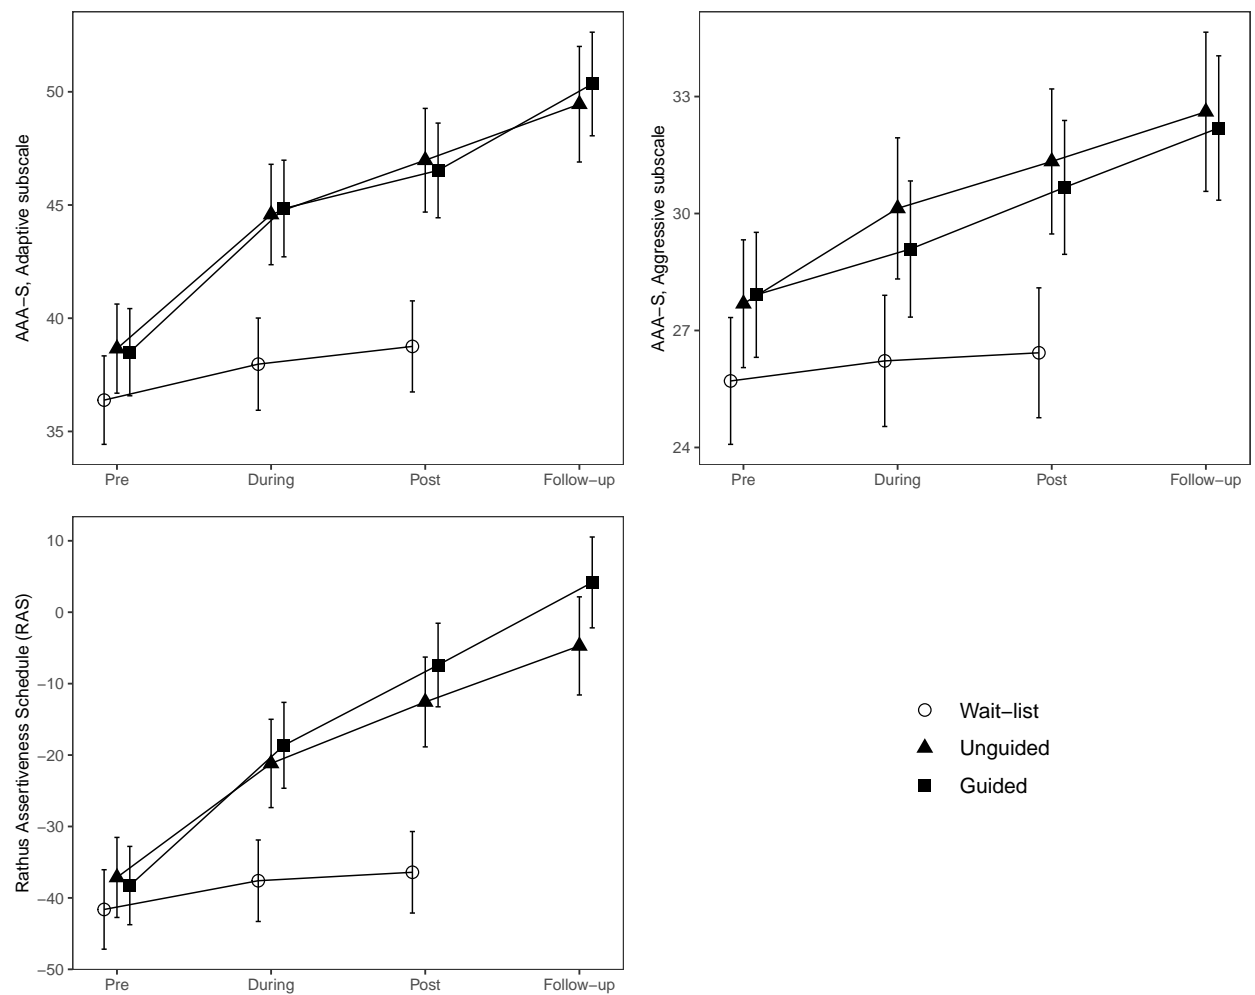 AAA−S, Adaptive subscale
50
45
40
35
Pre During Post Follow−up
AAA−S, Aggressive subscale
33
30
27
24
Pre During Post Follow−up
Rathus Assertiveness Schedule (RAS)
10
0
−10
−20
−30
−40
−50
Pre During Post Follow−up
Wait−list
Unguided
Guided